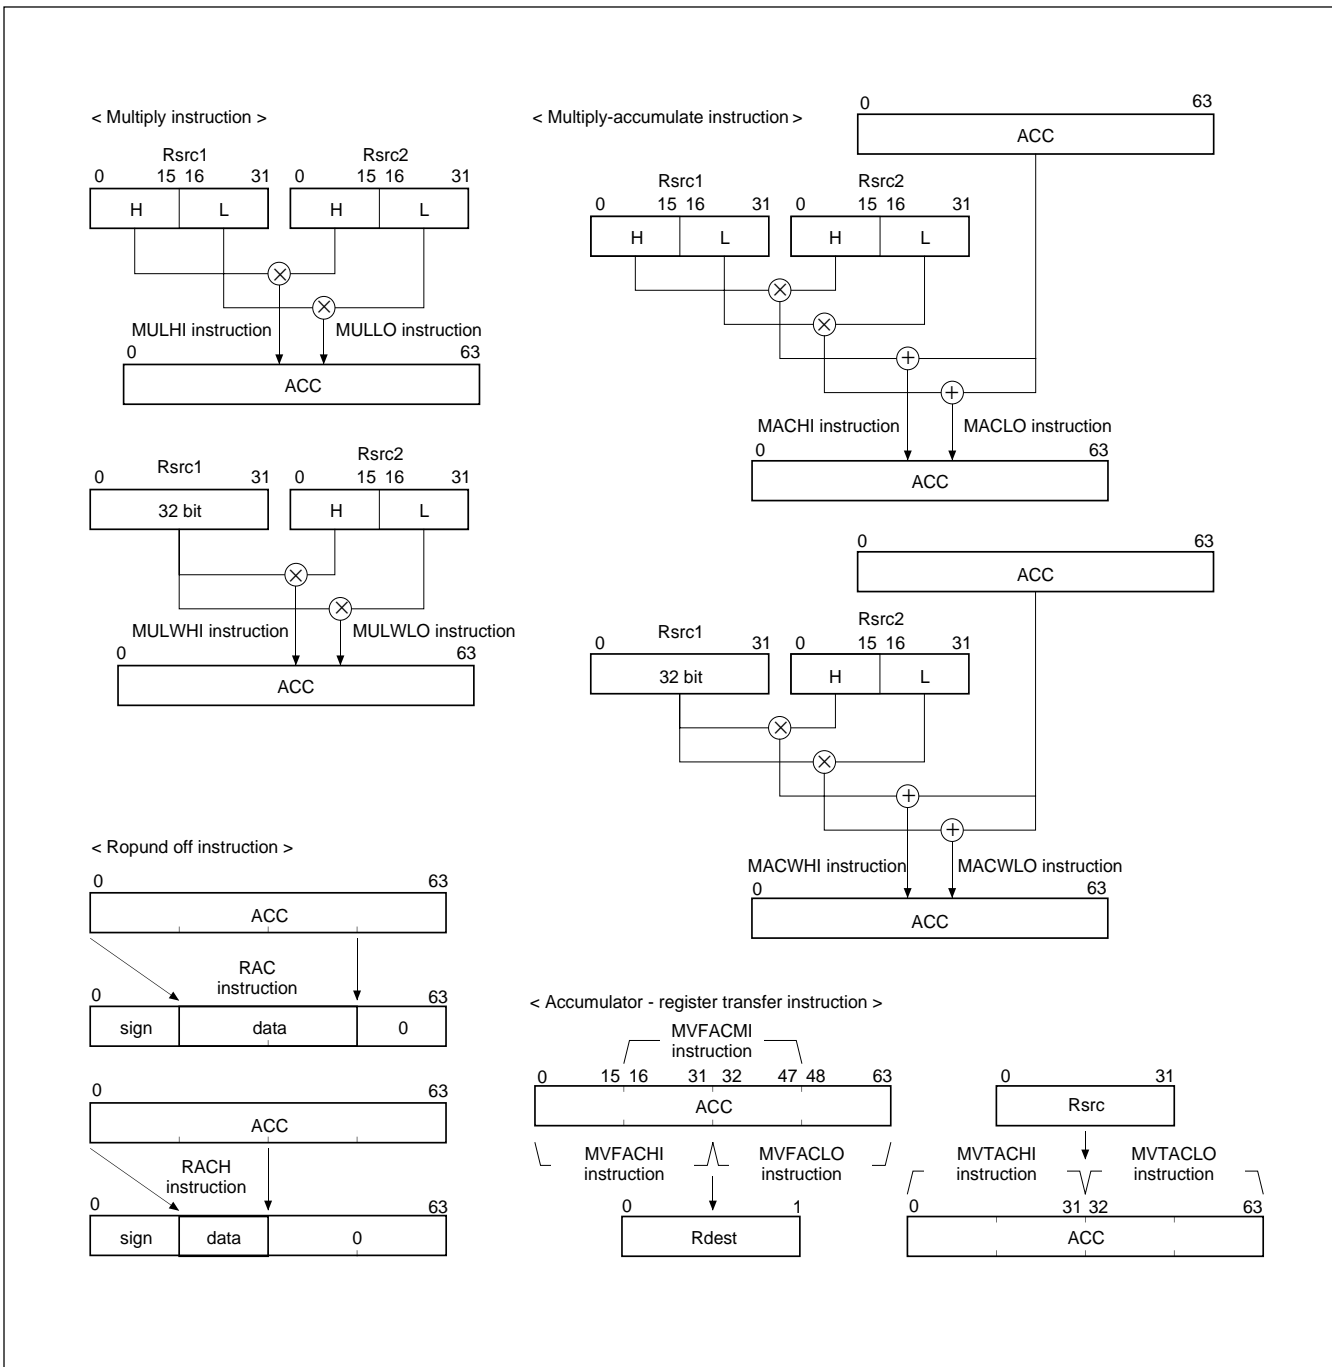 < Multiply instruction >
Rsrc1 Rsrc2
0 15 16 31 0 15 16 31
H L H L
MULHI instruction MULLO instruction
0 63
ACC
Rsrc1 Rsrc2
0 31 0 15 16 31
32 bit H L
MULWHI instruction MULWLO instruction
0 63
ACC
< Multiply-accumulate instruction >
0 63
ACC
Rsrc1 Rsrc2
0 15 16 31 0 15 16 31
H L H L
MACHI instruction MACLO instruction
0 63
ACC
0 63
ACC
Rsrc1 Rsrc2
0 31 0 15 16 31
32 bit H L
MACWHI instruction MACWLO instruction
0 63
ACC
< Ropund off instruction >
0 63
ACC
RAC
instruction
0 63
sign data 0
0 63
ACC
RACH
instruction
0 63
sign data 0
< Accumulator - register transfer instruction >
MVFACMI
instruction
0 15 16 31 32 47 48 63
ACC
MVFACHI MVFACLO
instruction instruction
0 1
Rdest
0 31
Rsrc
MVTACHI MVTACLO
instruction instruction
0 31 32 63
ACC